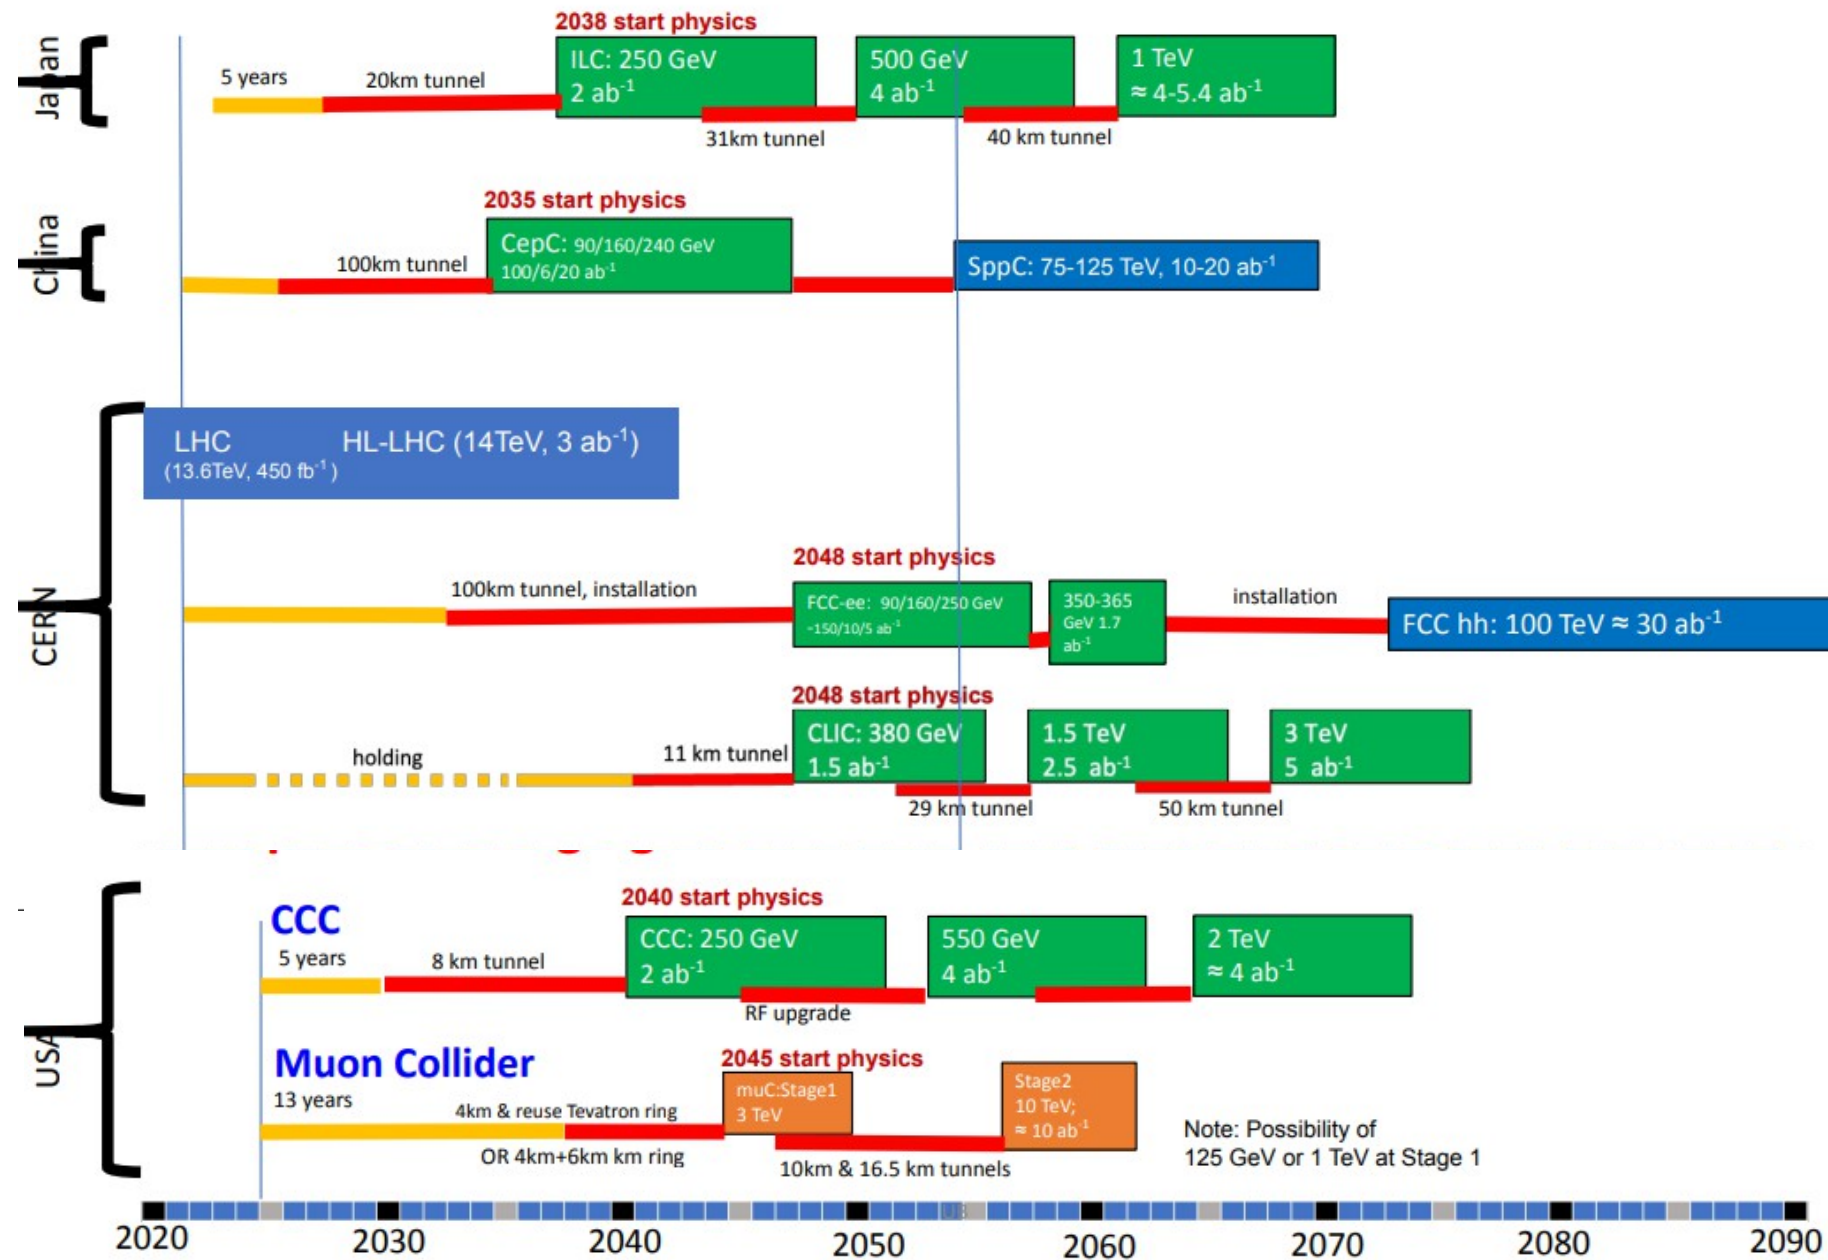 Japan
2038 start physics
5 years
20km tunnel
ILC: 250 GeV
2 ab⁻¹
31km tunnel
500 GeV
4 ab⁻¹
40 km tunnel
1 TeV
≈ 4-5.4 ab⁻¹
China
2035 start physics
100km tunnel
CepC: 90/160/240 GeV
100/6/20 ab⁻¹
SppC: 75-125 TeV, 10-20 ab⁻¹
CERN
LHC HL-LHC (14TeV, 3 ab⁻¹)
(13.6TeV, 450 fb⁻¹)
2048 start physics
100km tunnel, installation
FCC-ee: 90/160/250 GeV
~150/10/5 ab⁻¹
350-365
GeV 1.7
ab⁻¹
installation
FCC hh: 100 TeV ≈ 30 ab⁻¹
2048 start physics
holding
11 km tunnel
CLIC: 380 GeV
1.5 ab⁻¹
29 km tunnel
1.5 TeV
2.5 ab⁻¹
50 km tunnel
3 TeV
5 ab⁻¹
USA
CCC
2040 start physics
5 years
8 km tunnel
CCC: 250 GeV
2 ab⁻¹
RF upgrade
550 GeV
4 ab⁻¹
2 TeV
≈ 4 ab⁻¹
Muon Collider
2045 start physics
13 years
4km & reuse Tevatron ring
OR 4km+6km km ring
muC:Stage1
3 TeV
10km & 16.5 km tunnels
Stage2
10 TeV;
≈ 10 ab⁻¹
Note: Possibility of
125 GeV or 1 TeV at Stage 1
2020 2030 2040 2050 2060 2070 2080 2090